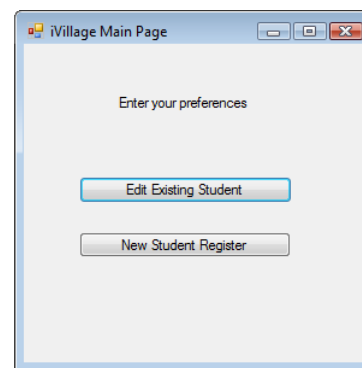 iVillage Main Page
Enter your preferences
Edit Existing Student
New Student Register